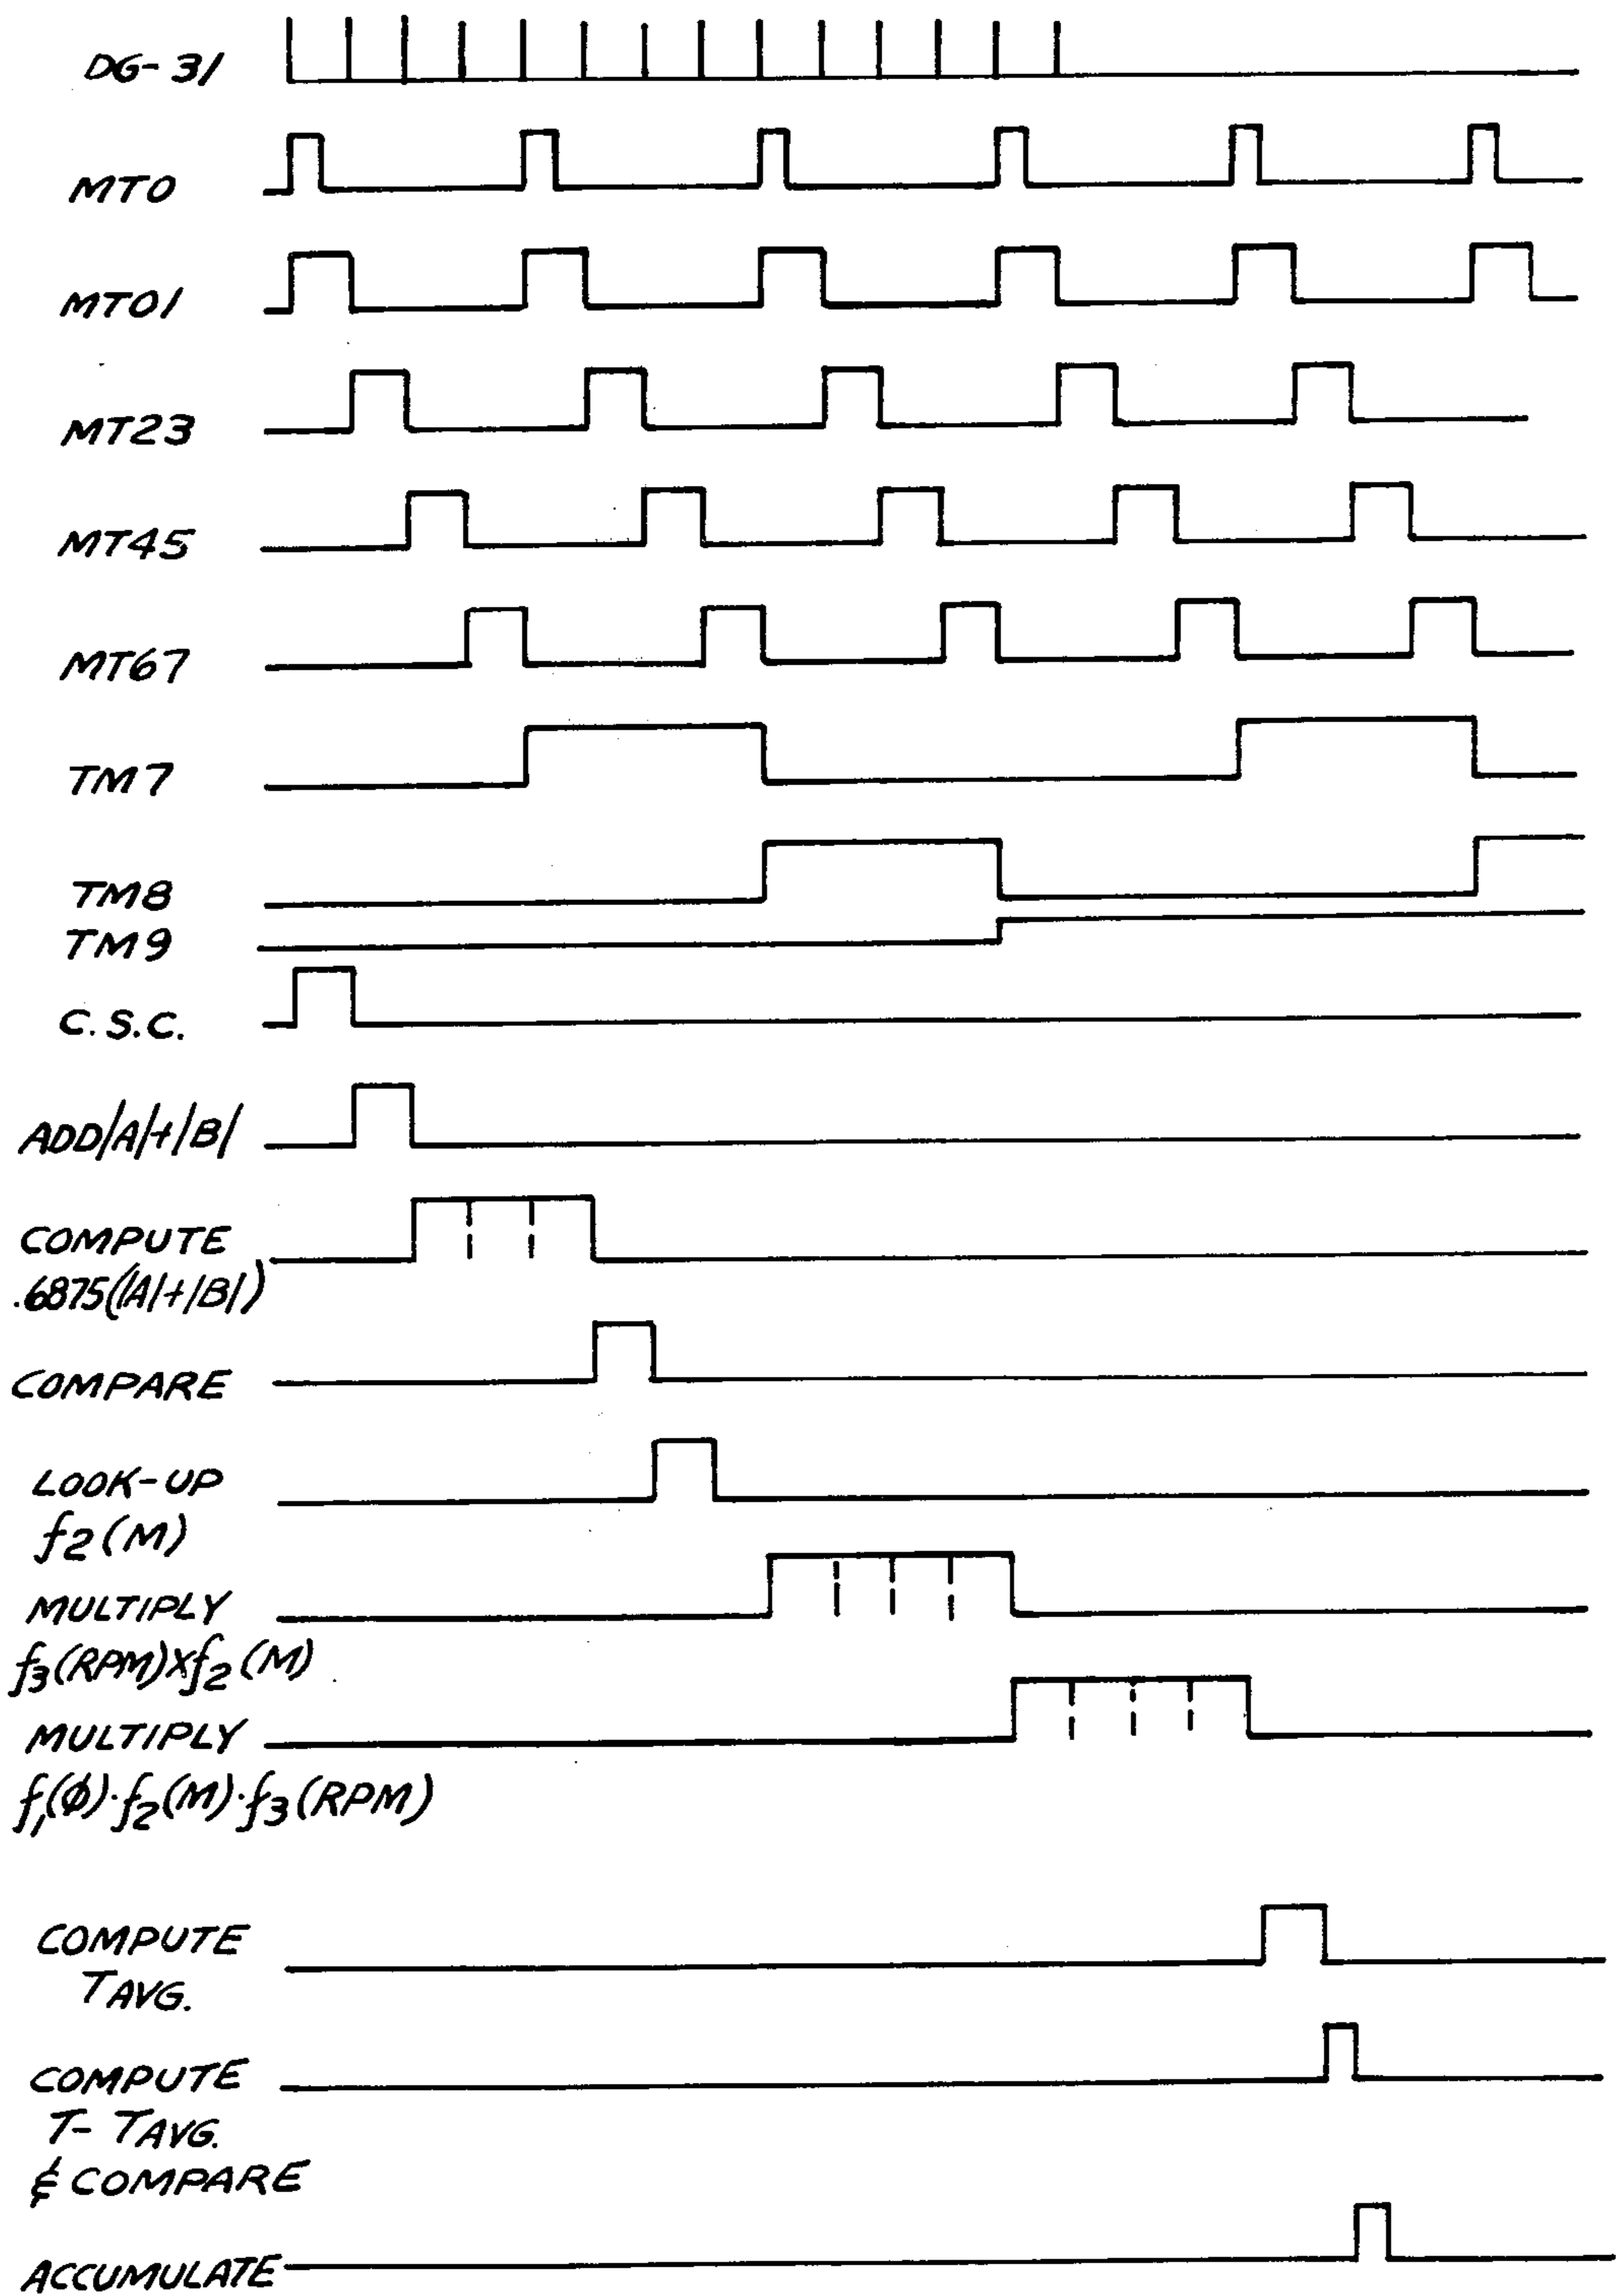 DG-31
MT0
MT01
MT23
MT45
MT67
TM7
TM8
TM9
C.S.C.
ADD|A|+|B|
COMPUTE
.6875(|A|+|B|)
COMPARE
LOOK-UP
f2(M)
MULTIPLY
f3(RPM)Xf2(M)
MULTIPLY
f1(ϕ)·f2(M)·f3(RPM)
COMPUTE
TAVG.
COMPUTE
T- TAVG.
& COMPARE
ACCUMULATE